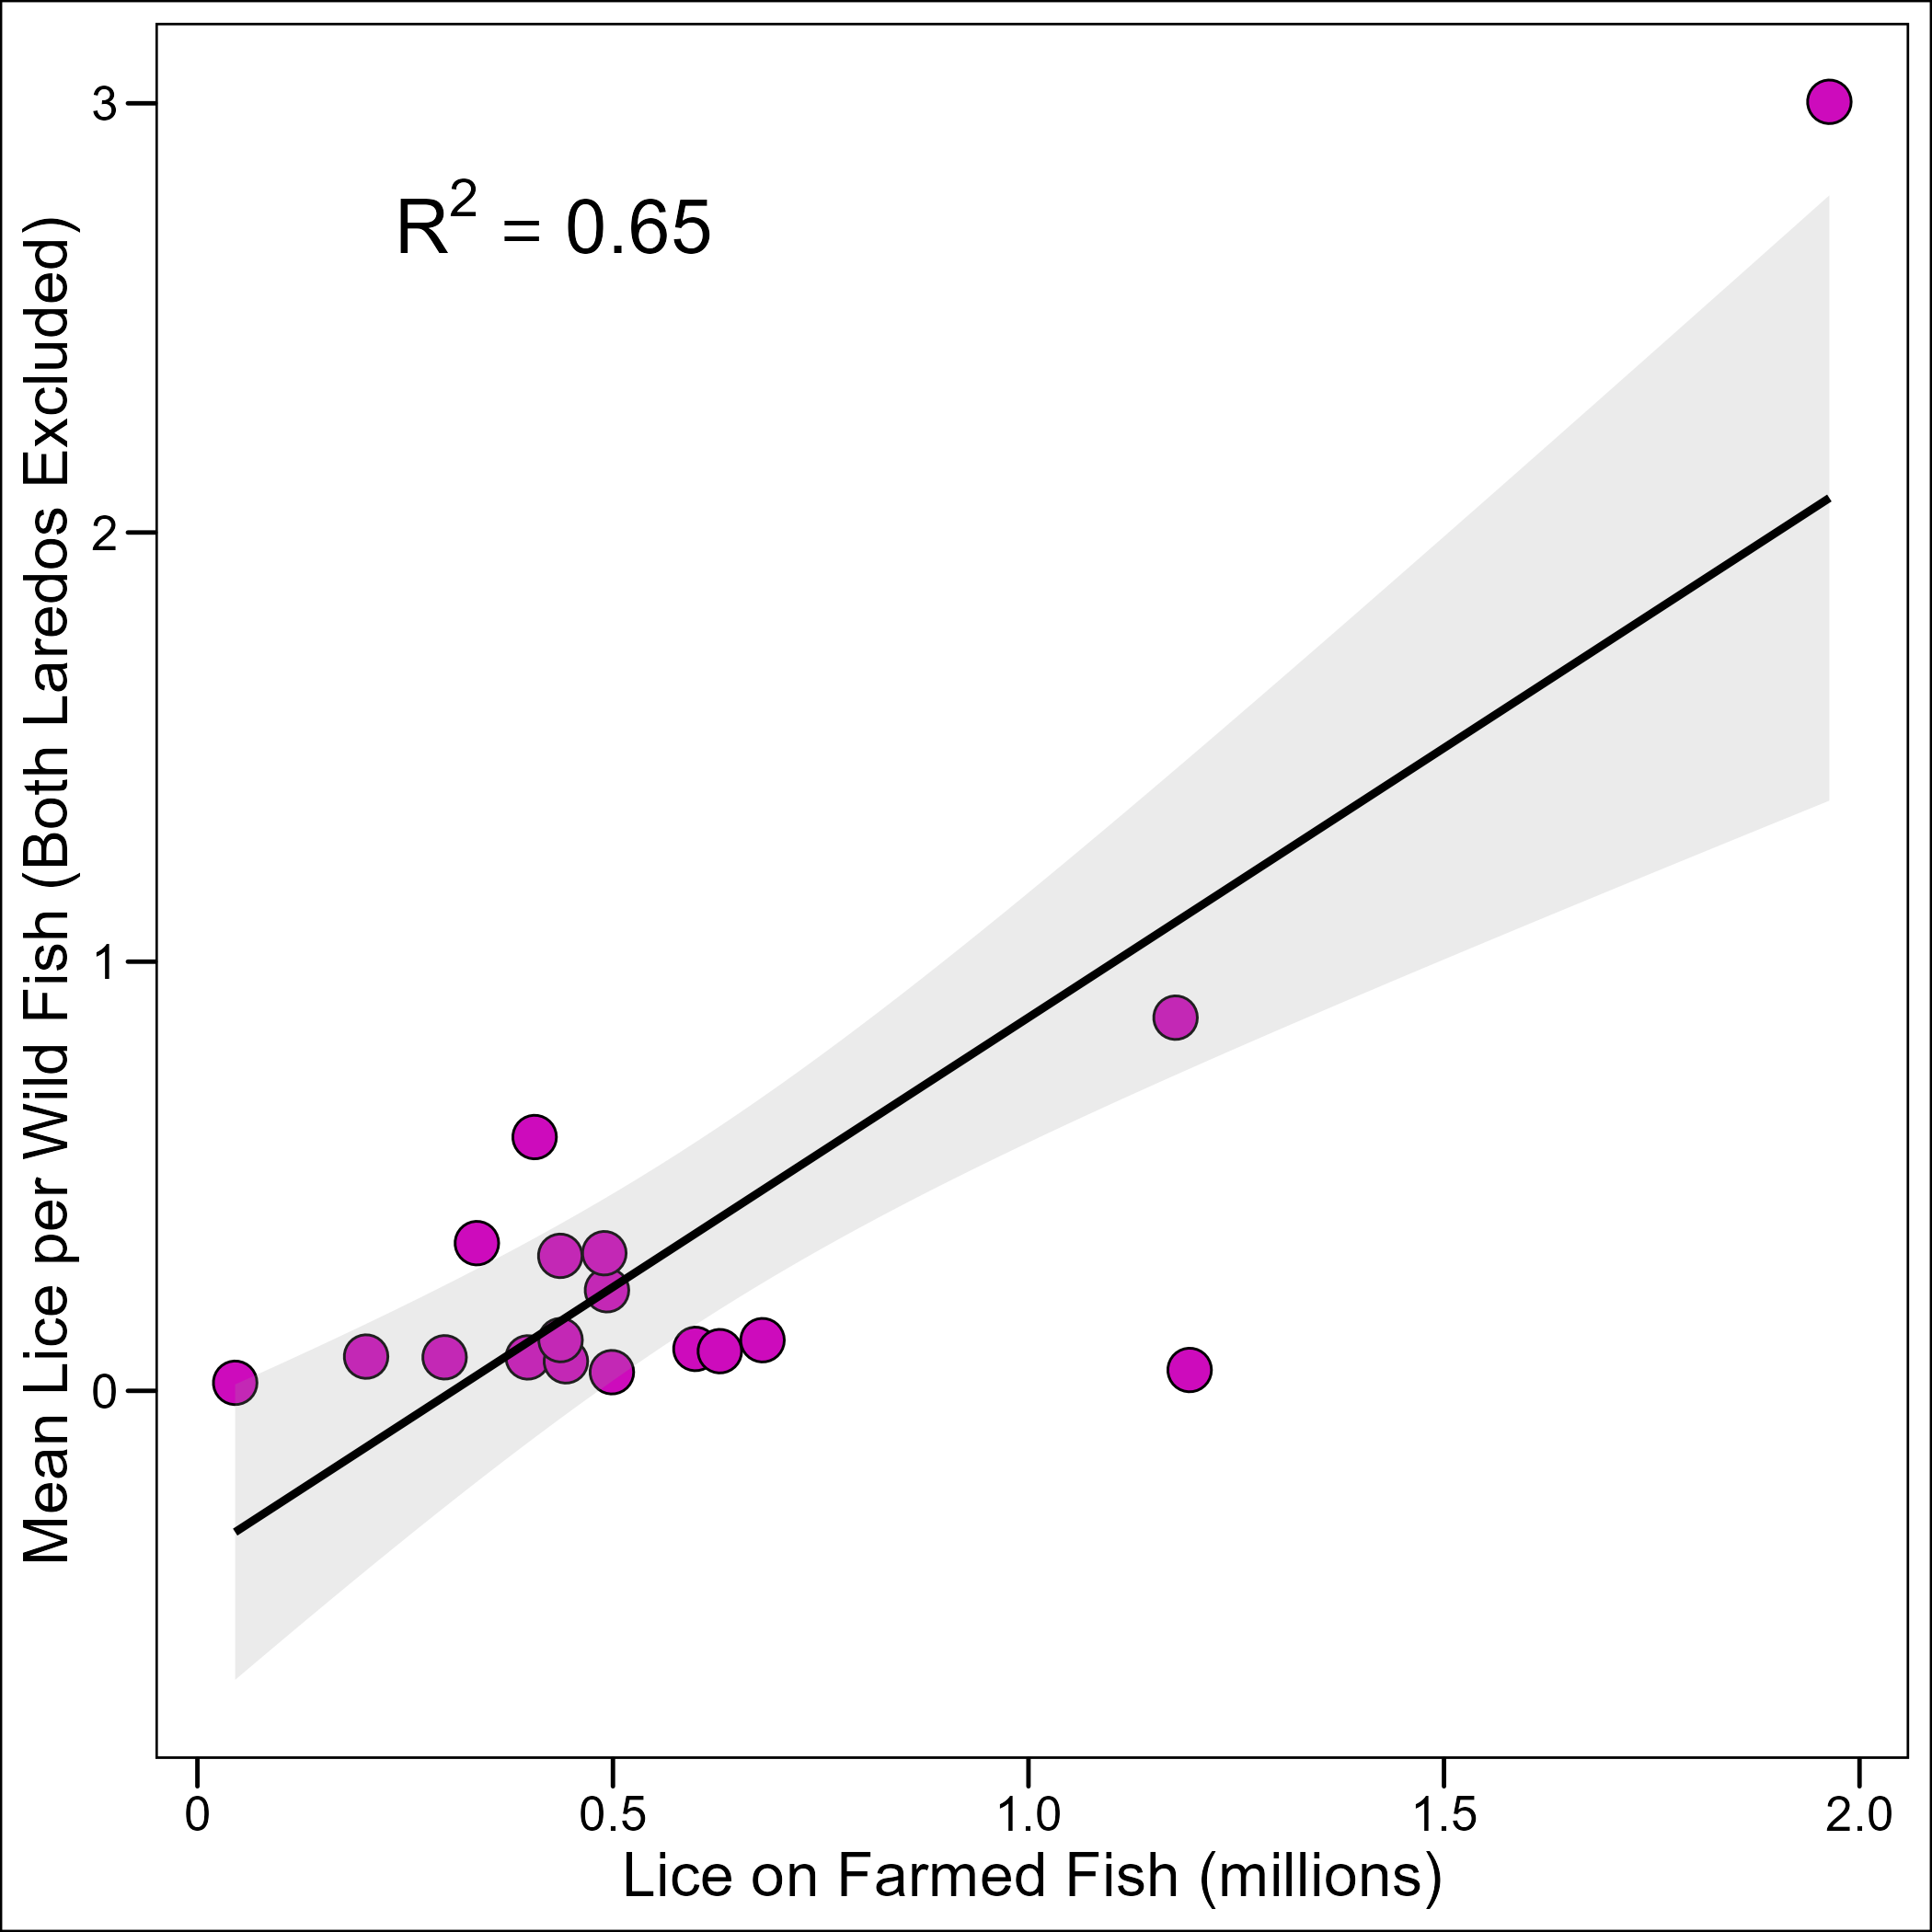 Mean Lice per Wild Fish (Both Laredos Excluded)
3
2
1
0
R² = 0.65
0 0.5 1.0 1.5 2.0
Lice on Farmed Fish (millions)